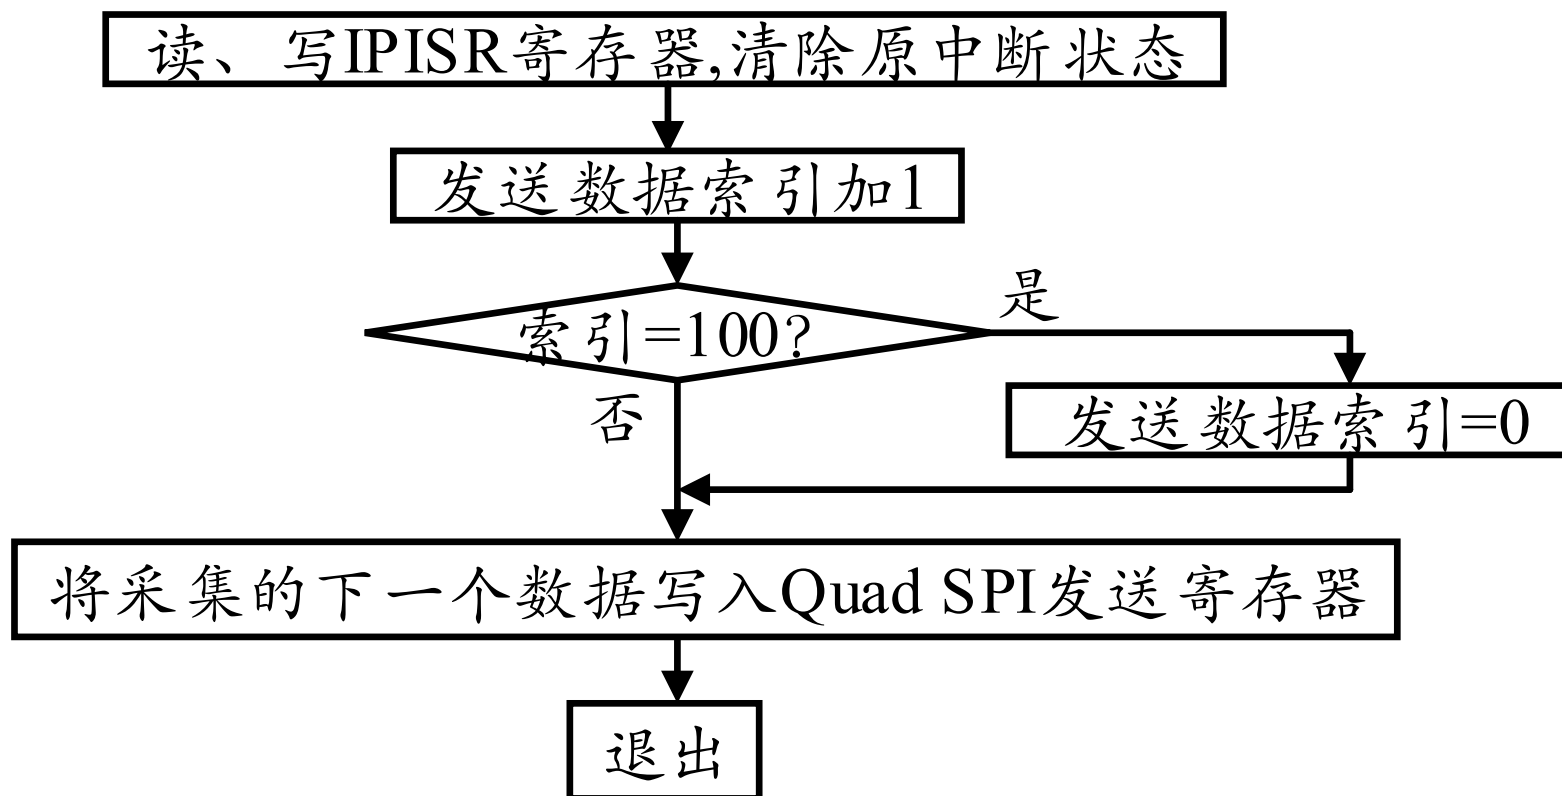 读、写IPISR寄存器,清除原中断状态
发送数据索引加1
索引=100?
是
否
发送数据索引=0
将采集的下一个数据写入Quad SPI发送寄存器
退出